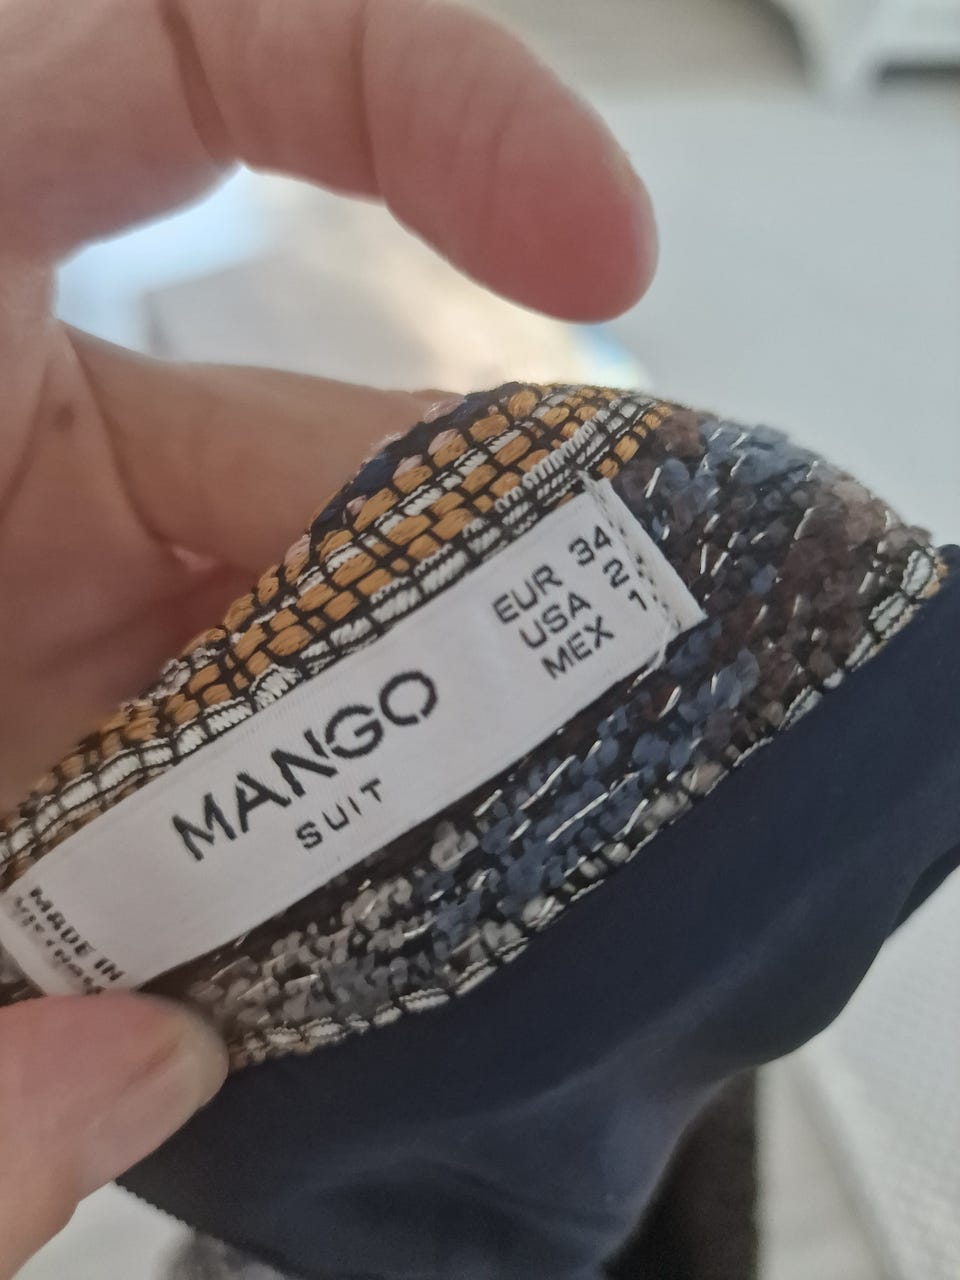 EUR 34
USA 2
MEX 1
MANGO
SUIT
MADE IN